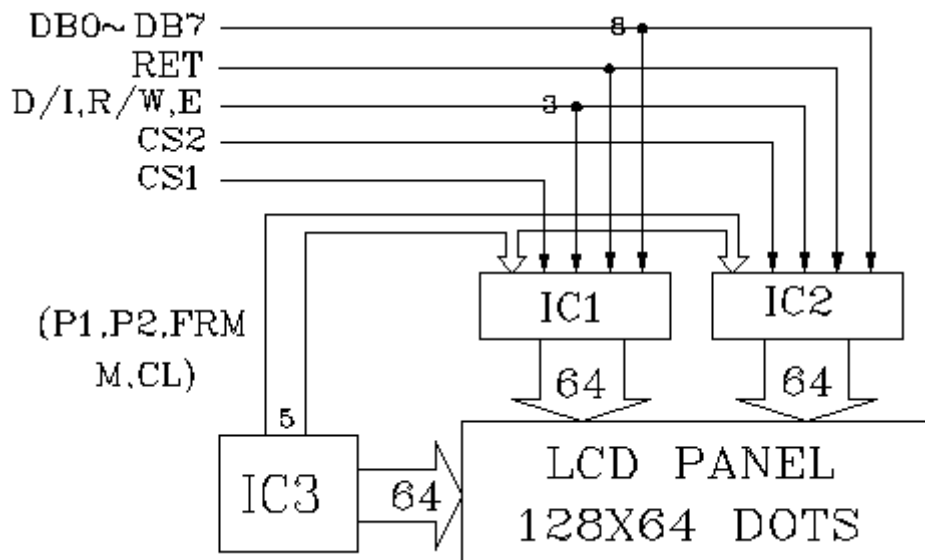 DB0~DB7
8
RET
D/I,R/W,E
3
CS2
CS1
IC1
IC2
(P1,P2,FRM
M,CL)
64
64
5
IC3
64
LCD PANEL
128X64 DOTS